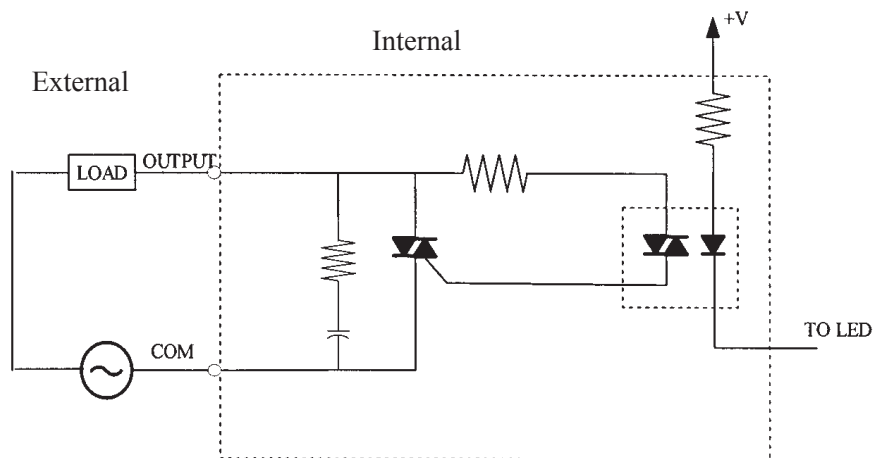 +V
Internal
External
OUTPUT
LOAD
TO LED
COM